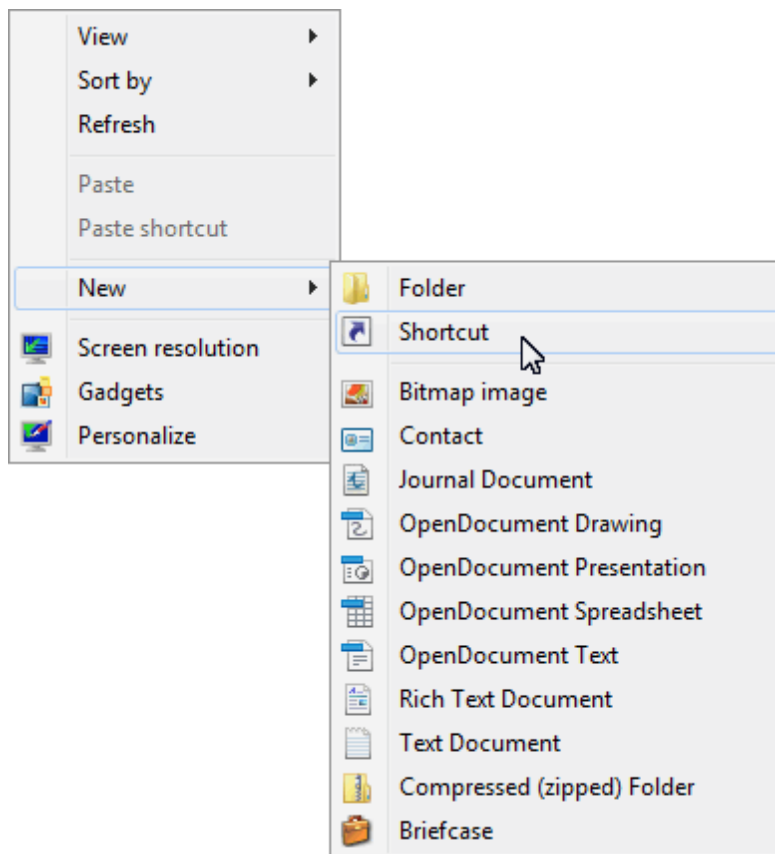 View
Sort by
Refresh
Paste
Paste shortcut
New
Screen resolution
Gadgets
Personalize
Folder
Shortcut
Bitmap image
Contact
Journal Document
OpenDocument Drawing
OpenDocument Presentation
OpenDocument Spreadsheet
OpenDocument Text
Rich Text Document
Text Document
Compressed (zipped) Folder
Briefcase